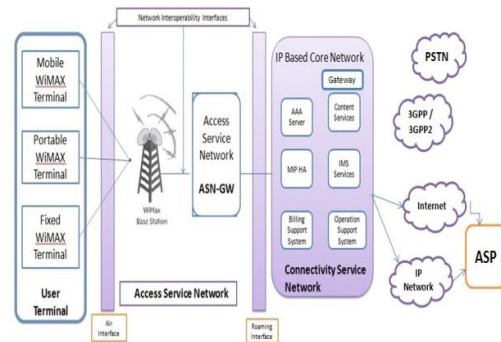 Network Interoperability Interfaces
Mobile
WiMAX
Terminal
Portable
WiMAX
Terminal
Fixed
WiMAX
Terminal
User
Terminal
Air
Interface
WiMax
Base Station
Access
Service
Network
ASN-GW
Access Service Network
Roaming
Interface
IP Based Core Network
Gateway
AAA
Server
Content
Services
MIP HA
IMS
Services
Billing
Support
System
Operation
Support
System
Connectivity Service
Network
PSTN
3GPP /
3GPP2
Internet
IP
Network
ASP